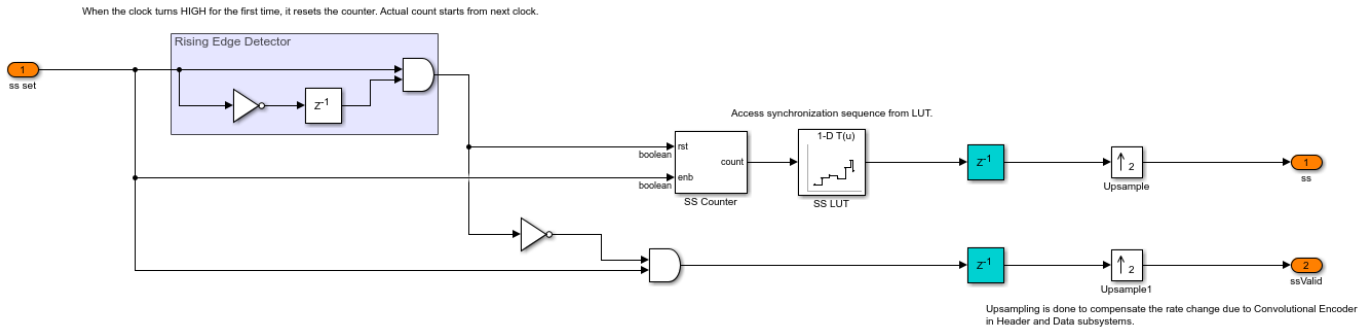 When the clock turns HIGH for the first time, it resets the counter. Actual count starts from next clock.
Rising Edge Detector
1
ss set
z-1
Access synchronization sequence from LUT.
1-D T(u)
rst
boolean
count
enb
boolean
SS Counter
SS LUT
z-1
2
Upsample
1
ss
z-1
2
Upsample1
2
ssValid
Upsampling is done to compensate the rate change due to Convolutional Encoder
in Header and Data subsystems.